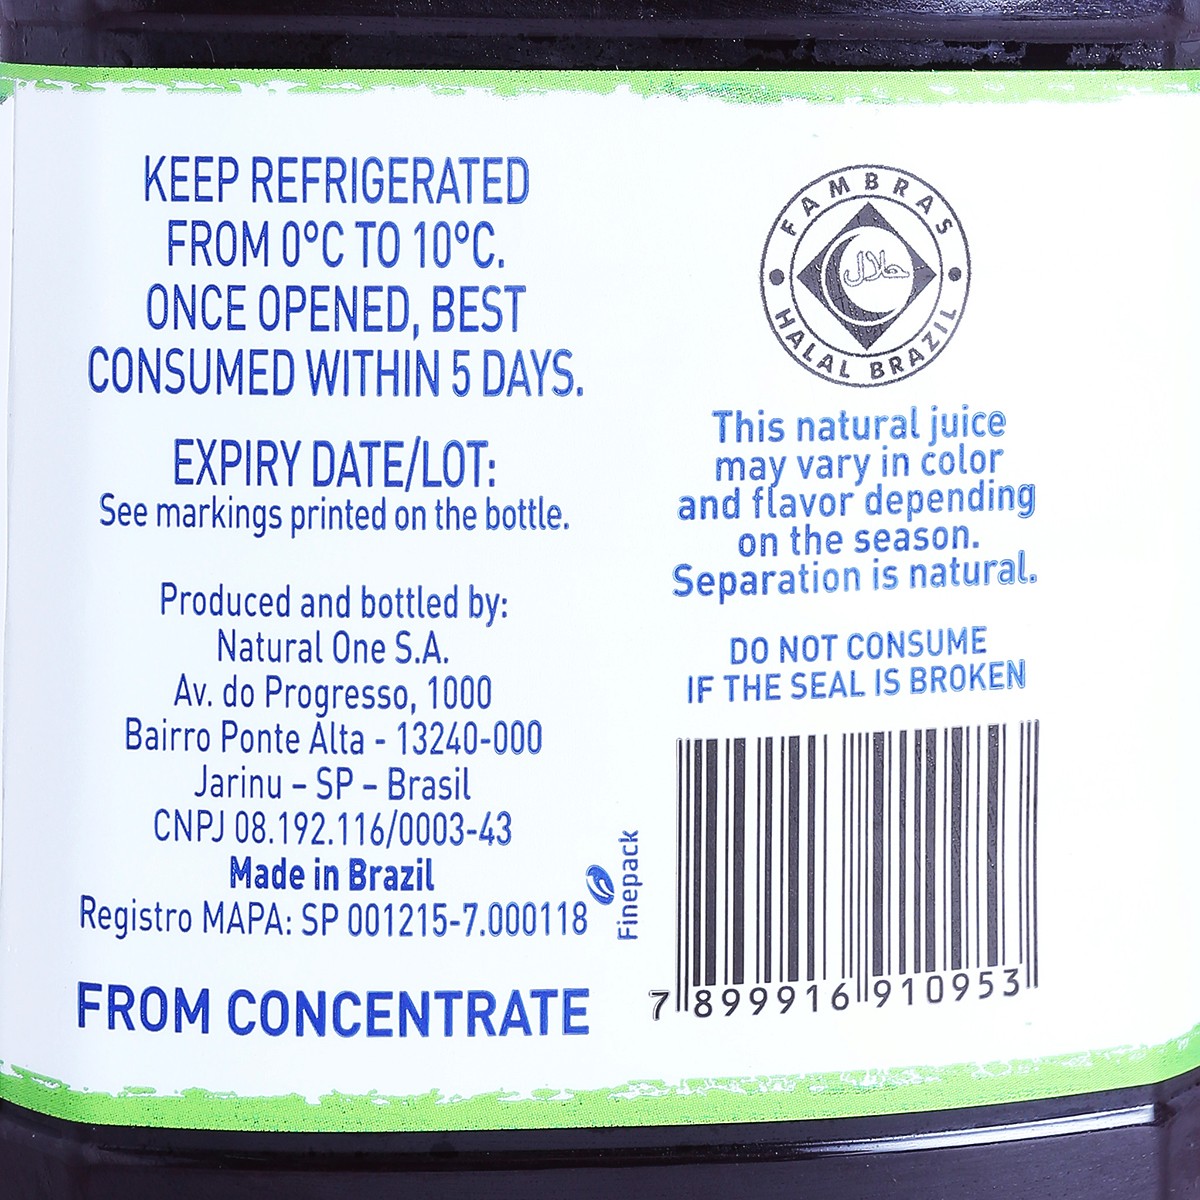 KEEP REFRIGERATED
FROM 0°C TO 10°C.
ONCE OPENED, BEST
CONSUMED WITHIN 5 DAYS.
EXPIRY DATE/LOT:
See markings printed on the bottle.
Produced and bottled by:
Natural One S.A.
Av. do Progresso, 1000
Bairro Ponte Alta - 13240-000
Jarinu – SP – Brasil
CNPJ 08.192.116/0003-43
Made in Brazil
Registro MAPA: SP 001215-7.000118
FROM CONCENTRATE
Finepack
FAMBRAS
حلال
HALAL BRAZIL
This natural juice
may vary in color
and flavor depending
on the season.
Separation is natural.
DO NOT CONSUME
IF THE SEAL IS BROKEN
7 899916 910953